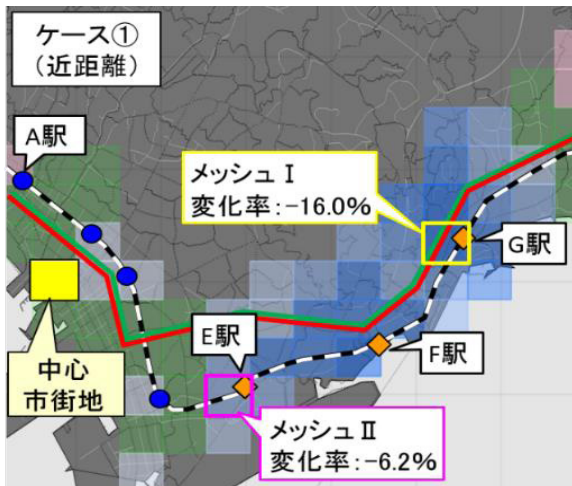 ケース①
（近距離）
A駅
メッシュⅠ
変化率:−16.0%
G駅
E駅
F駅
中心
市街地
メッシュⅡ
変化率:−6.2%